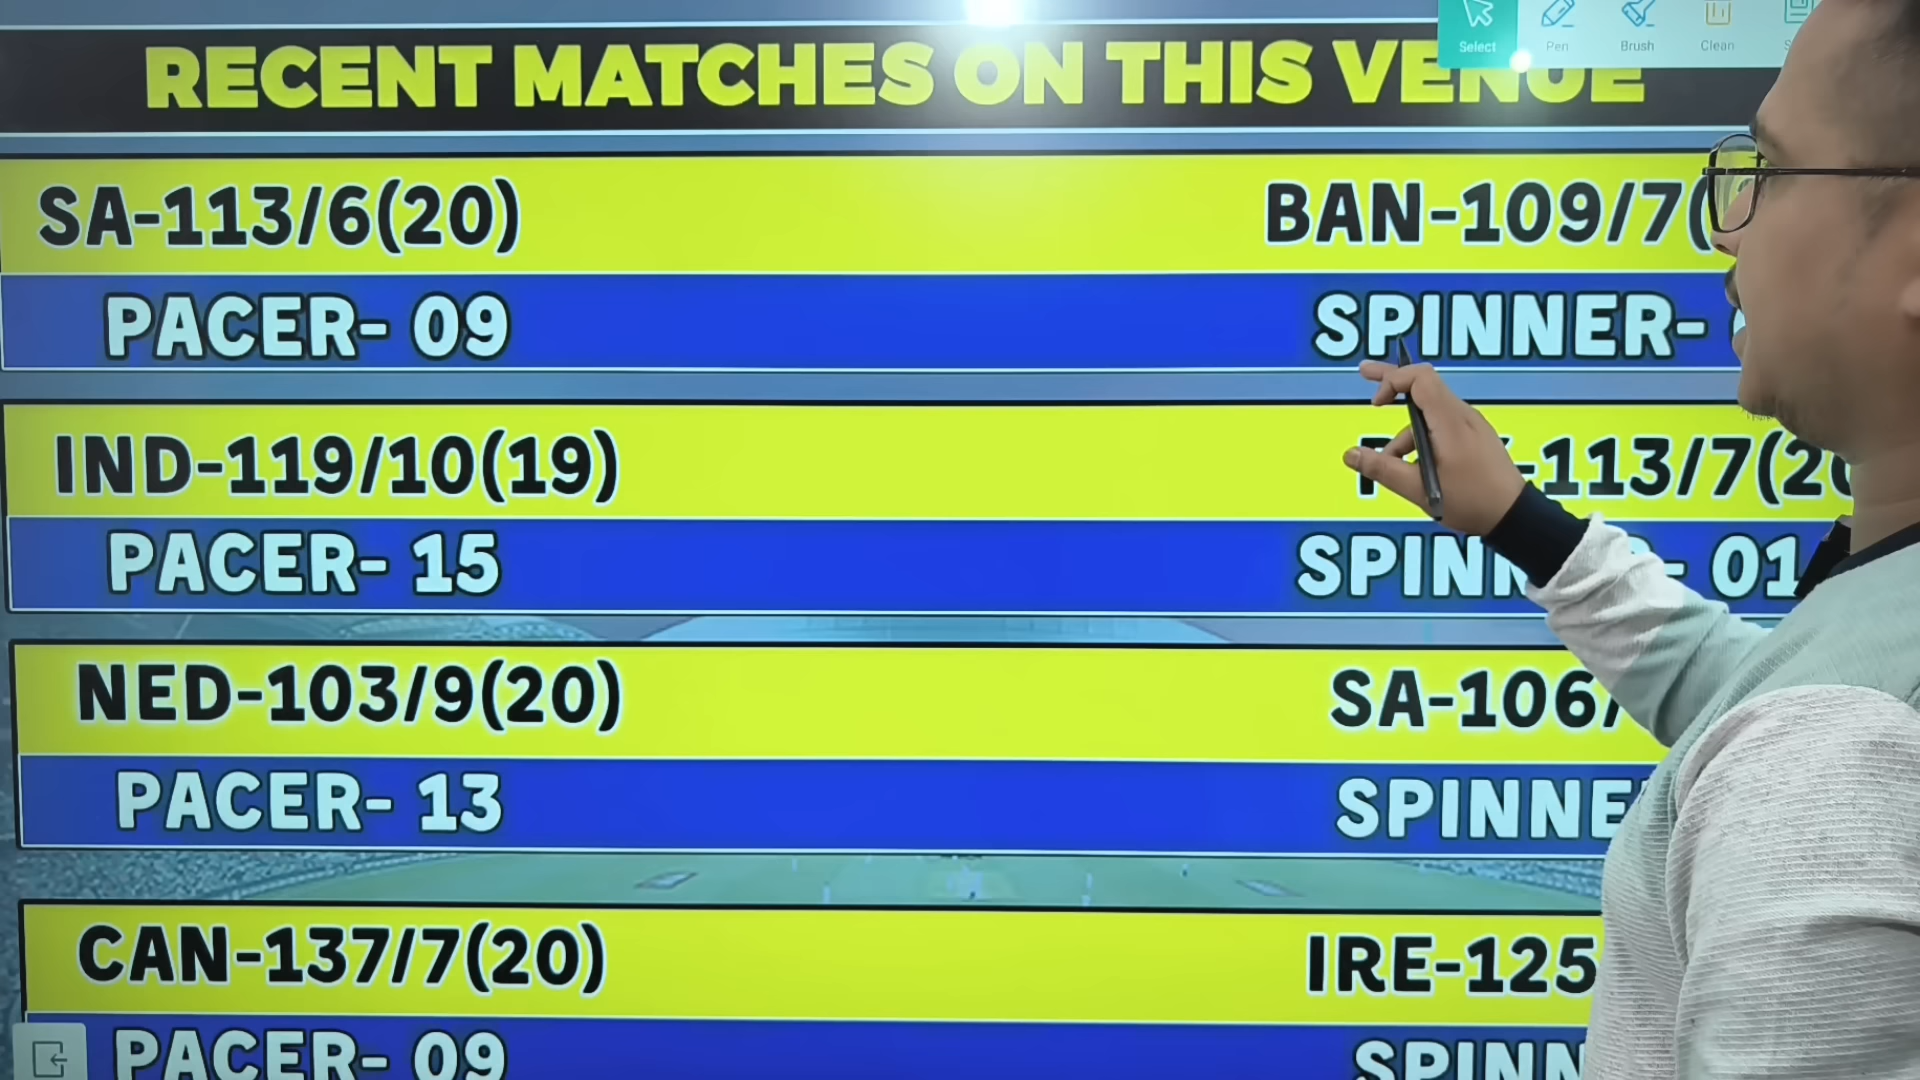 Select Pen Brush Clean
RECENT MATCHES ON THIS VENUE
SA-113/6(20) BAN-109/7(
PACER- 09 SPINNER-
IND-119/10(19) -113/7(20
PACER- 15 SPINN - 01
NED-103/9(20) SA-106/
PACER- 13 SPINNE
CAN-137/7(20) IRE-125
PACER- 09 SPINN